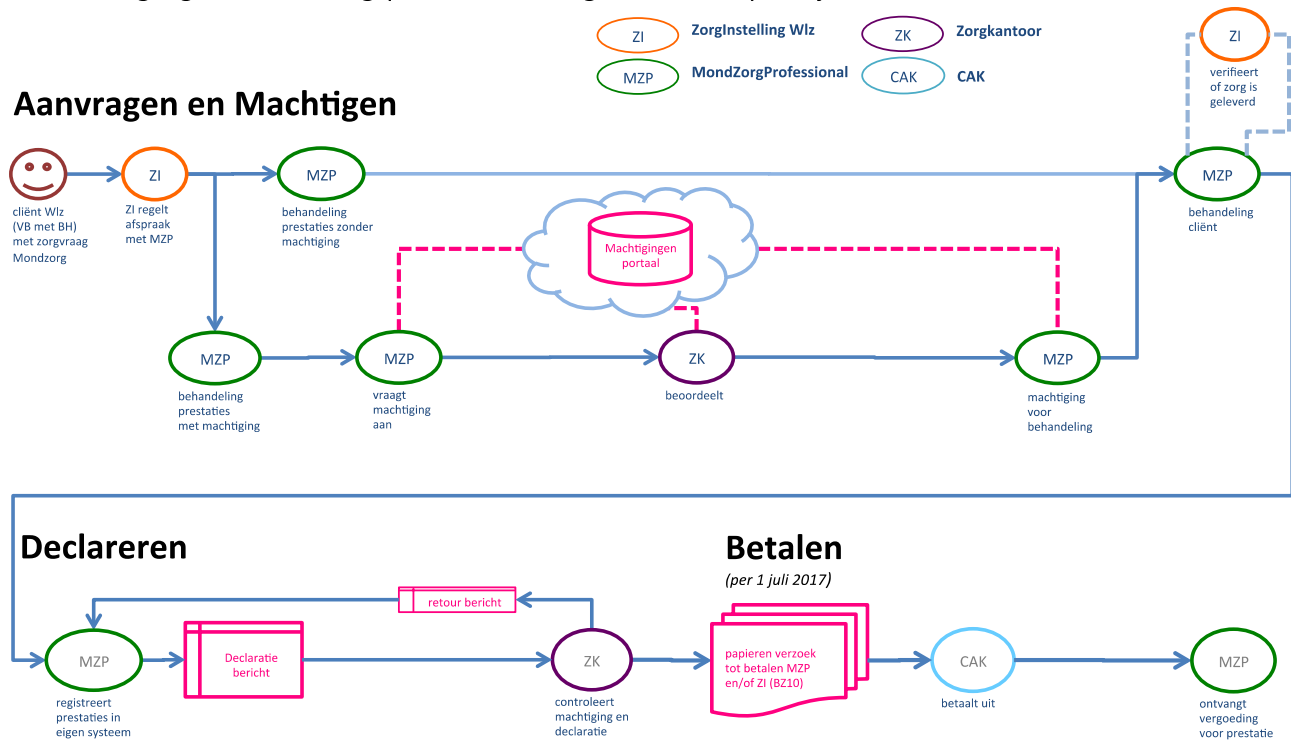 ZI
ZorgInstelling Wlz
ZK
Zorgkantoor
MZP
MondZorgProfessional
CAK
CAK
ZI
verifieert
of zorg is
geleverd
Aanvragen en Machtigen
ZI
MZP
MZP
cliënt Wlz
(VB met BH)
met zorgvraag
Mondzorg
ZI regelt
afspraak
met MZP
behandeling
prestaties zonder
machtiging
behandeling
cliënt
Machtigingen
portaal
MZP
MZP
ZK
MZP
behandeling
prestaties
met machtiging
vraagt
machtiging
aan
beoordeelt
machtiging
voor
behandeling
Declareren
Betalen
(per 1 juli 2017)
retour bericht
MZP
Declaratie
bericht
ZK
papieren verzoek
tot betalen MZP
en/of ZI (BZ10)
CAK
MZP
registreert
prestaties in
eigen systeem
controleert
machtiging en
declaratie
betaalt uit
ontvangt
vergoeding
voor prestatie